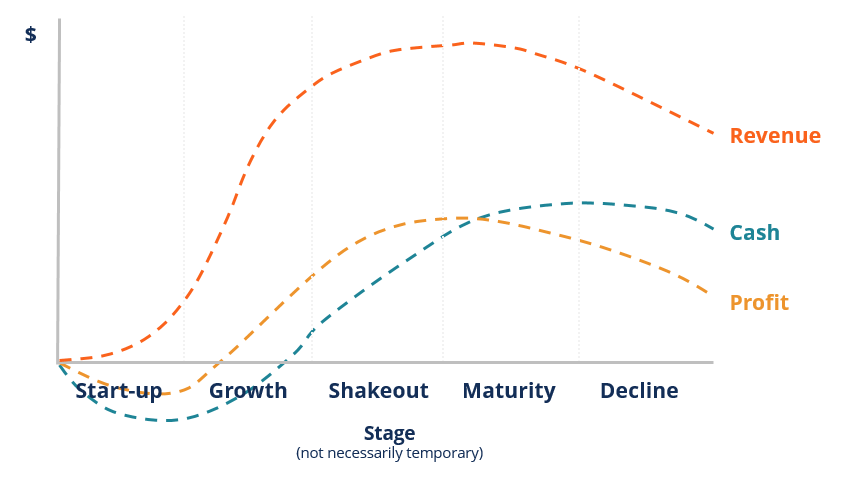 $
Revenue
Cash
Profit
Start-up Growth Shakeout Maturity Decline
Stage
(not necessarily temporary)